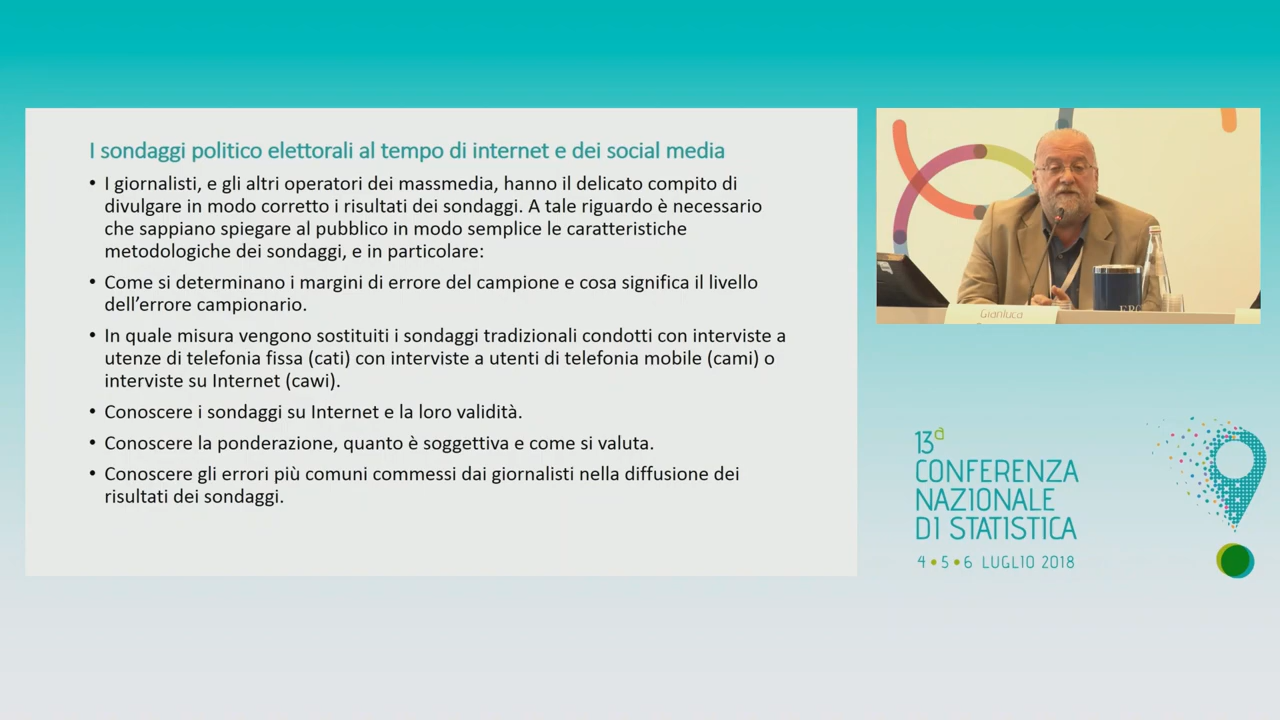 I sondaggi politico elettorali al tempo di internet e dei social media
• I giornalisti, e gli altri operatori dei massmedia, hanno il delicato compito di
divulgare in modo corretto i risultati dei sondaggi. A tale riguardo è necessario
che sappiano spiegare al pubblico in modo semplice le caratteristiche
metodologiche dei sondaggi, e in particolare:
• Come si determinano i margini di errore del campione e cosa significa il livello
dell'errore campionario.
• In quale misura vengono sostituiti i sondaggi tradizionali condotti con interviste a
utenze di telefonia fissa (cati) con interviste a utenti di telefonia mobile (cami) o
interviste su Internet (cawi).
• Conoscere i sondaggi su Internet e la loro validità.
• Conoscere la ponderazione, quanto è soggettiva e come si valuta.
• Conoscere gli errori più comuni commessi dai giornalisti nella diffusione dei
risultati dei sondaggi.
Gianluca
13a
CONFERENZA
NAZIONALE
DI STATISTICA
4 • 5 • 6 LUGLIO 2018